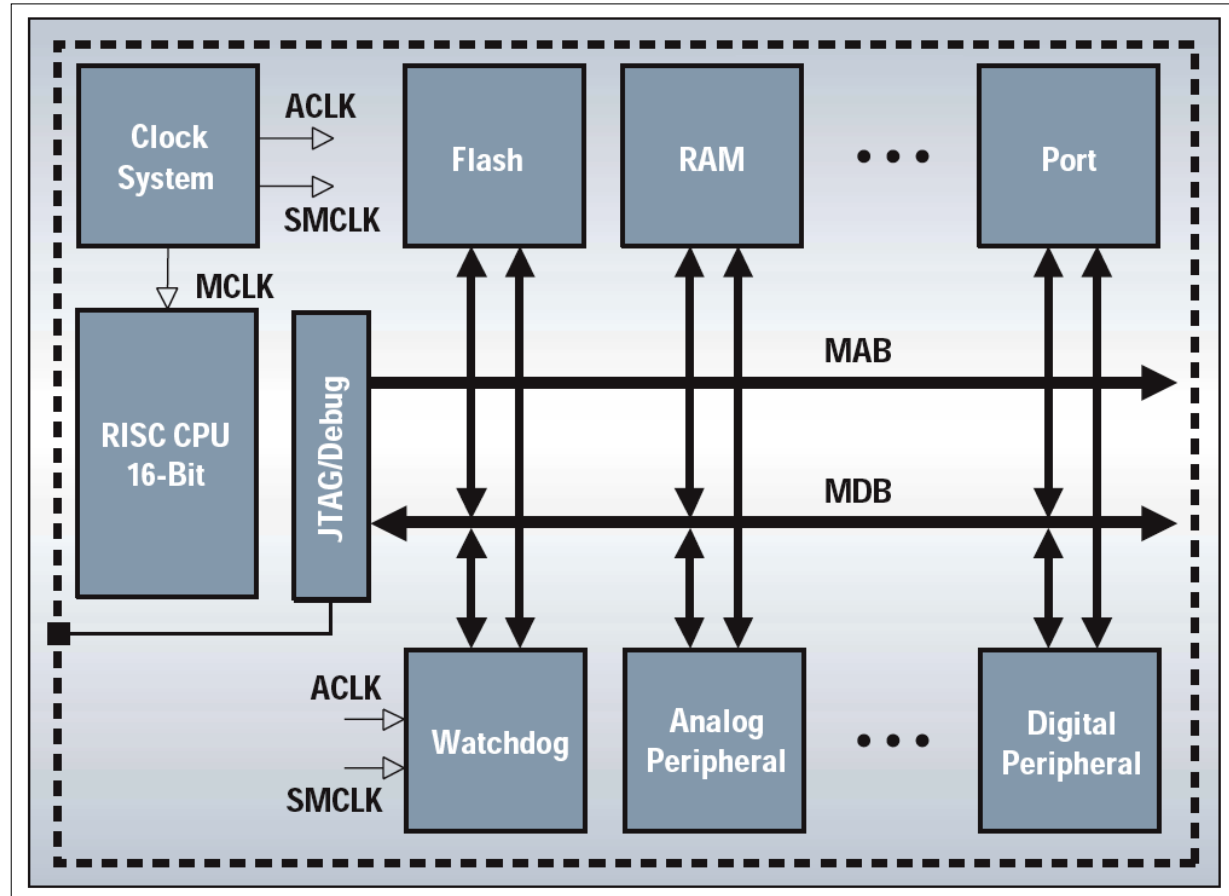 Clock
System
ACLK
SMCLK
MCLK
Flash
RAM
Port
RISC CPU
16-Bit
JTAG/Debug
MAB
MDB
ACLK
SMCLK
Watchdog
Analog
Peripheral
Digital
Peripheral